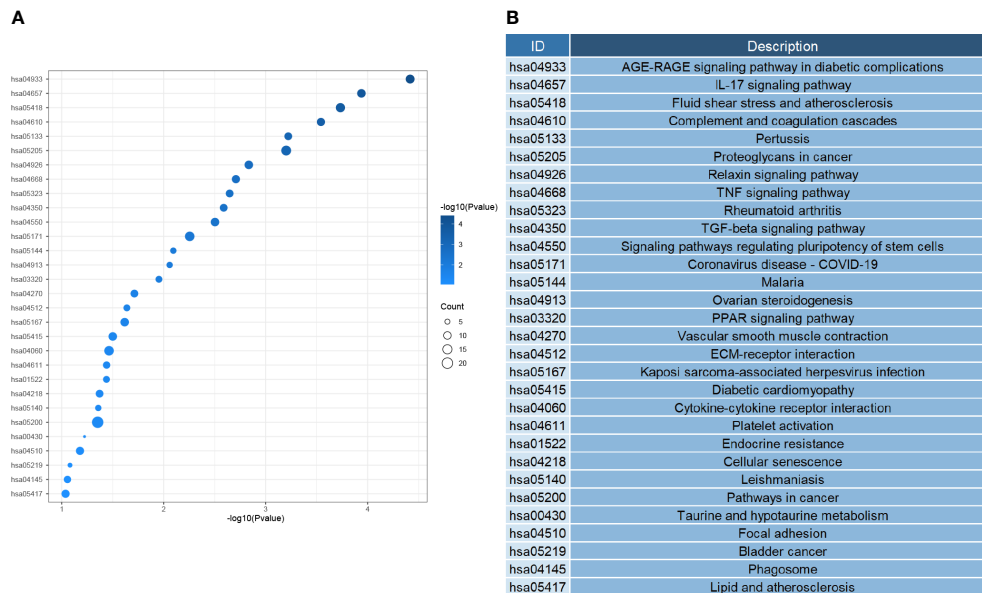 A
hsa04933
hsa04657
hsa05418
hsa04610
hsa05133
hsa05205
hsa04926
hsa04668
hsa05323
hsa04350
hsa04550
hsa05171
hsa05144
hsa04913
hsa03320
hsa04270
hsa04512
hsa05167
hsa05415
hsa04060
hsa04611
hsa01522
hsa04218
hsa05140
hsa05200
hsa00430
hsa04510
hsa05219
hsa04145
hsa05417
1 2 3 4
-log10(Pvalue)
-log10(Pvalue)
4
3
2
Count
5
10
15
20
B
ID Description
hsa04933 AGE-RAGE signaling pathway in diabetic complications
hsa04657 IL-17 signaling pathway
hsa05418 Fluid shear stress and atherosclerosis
hsa04610 Complement and coagulation cascades
hsa05133 Pertussis
hsa05205 Proteoglycans in cancer
hsa04926 Relaxin signaling pathway
hsa04668 TNF signaling pathway
hsa05323 Rheumatoid arthritis
hsa04350 TGF-beta signaling pathway
hsa04550 Signaling pathways regulating pluripotency of stem cells
hsa05171 Coronavirus disease - COVID-19
hsa05144 Malaria
hsa04913 Ovarian steroidogenesis
hsa03320 PPAR signaling pathway
hsa04270 Vascular smooth muscle contraction
hsa04512 ECM-receptor interaction
hsa05167 Kaposi sarcoma-associated herpesvirus infection
hsa05415 Diabetic cardiomyopathy
hsa04060 Cytokine-cytokine receptor interaction
hsa04611 Platelet activation
hsa01522 Endocrine resistance
hsa04218 Cellular senescence
hsa05140 Leishmaniasis
hsa05200 Pathways in cancer
hsa00430 Taurine and hypotaurine metabolism
hsa04510 Focal adhesion
hsa05219 Bladder cancer
hsa04145 Phagosome
hsa05417 Lipid and atherosclerosis